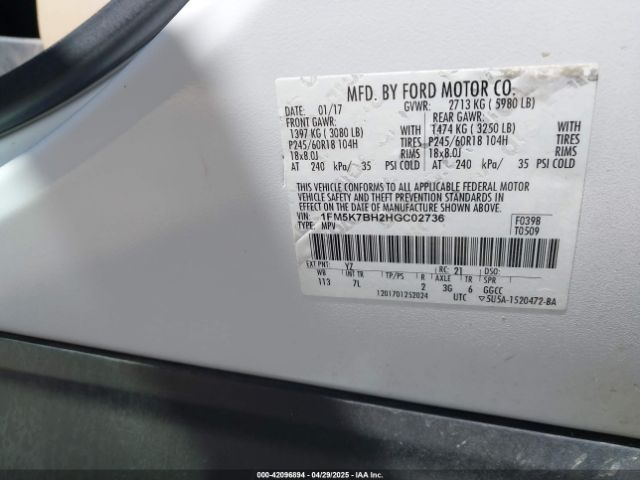 MFD. BY FORD MOTOR CO.
DATE: 01/17 GVWR: 2713 KG ( 5980 LB)
FRONT GAWR: REAR GAWR:
1397 KG ( 3080 LB) WITH 1474 KG ( 3250 LB) WITH
P245/60R18 104H TIRES P245/60R18 104H TIRES
18x8.0J RIMS 18x8.0J RIMS
AT 240 kPa/ 35 PSI COLD AT 240 kPa/ 35 PSI COLD
THIS VEHICLE CONFORMS TO ALL APPLICABLE FEDERAL MOTOR
VEHICLE SAFETY AND THEFT PREVENTION STANDARDS IN
EFFECT ON THE DATE OF MANUFACTURE SHOWN ABOVE.
VIN: 1FM5K7BH2HGC02736 F0398
TYPE: MPV T0509
EXT PNT: YZ RC: 21 DSO:
WB INT TR TP/PS R AXLE TR SPR
113 7L 2 3G 6 GGCC
1201701252024 UTC ▽5U5A-1520472-BA
000-42096894 - 04/29/2025 - IAA, Inc.